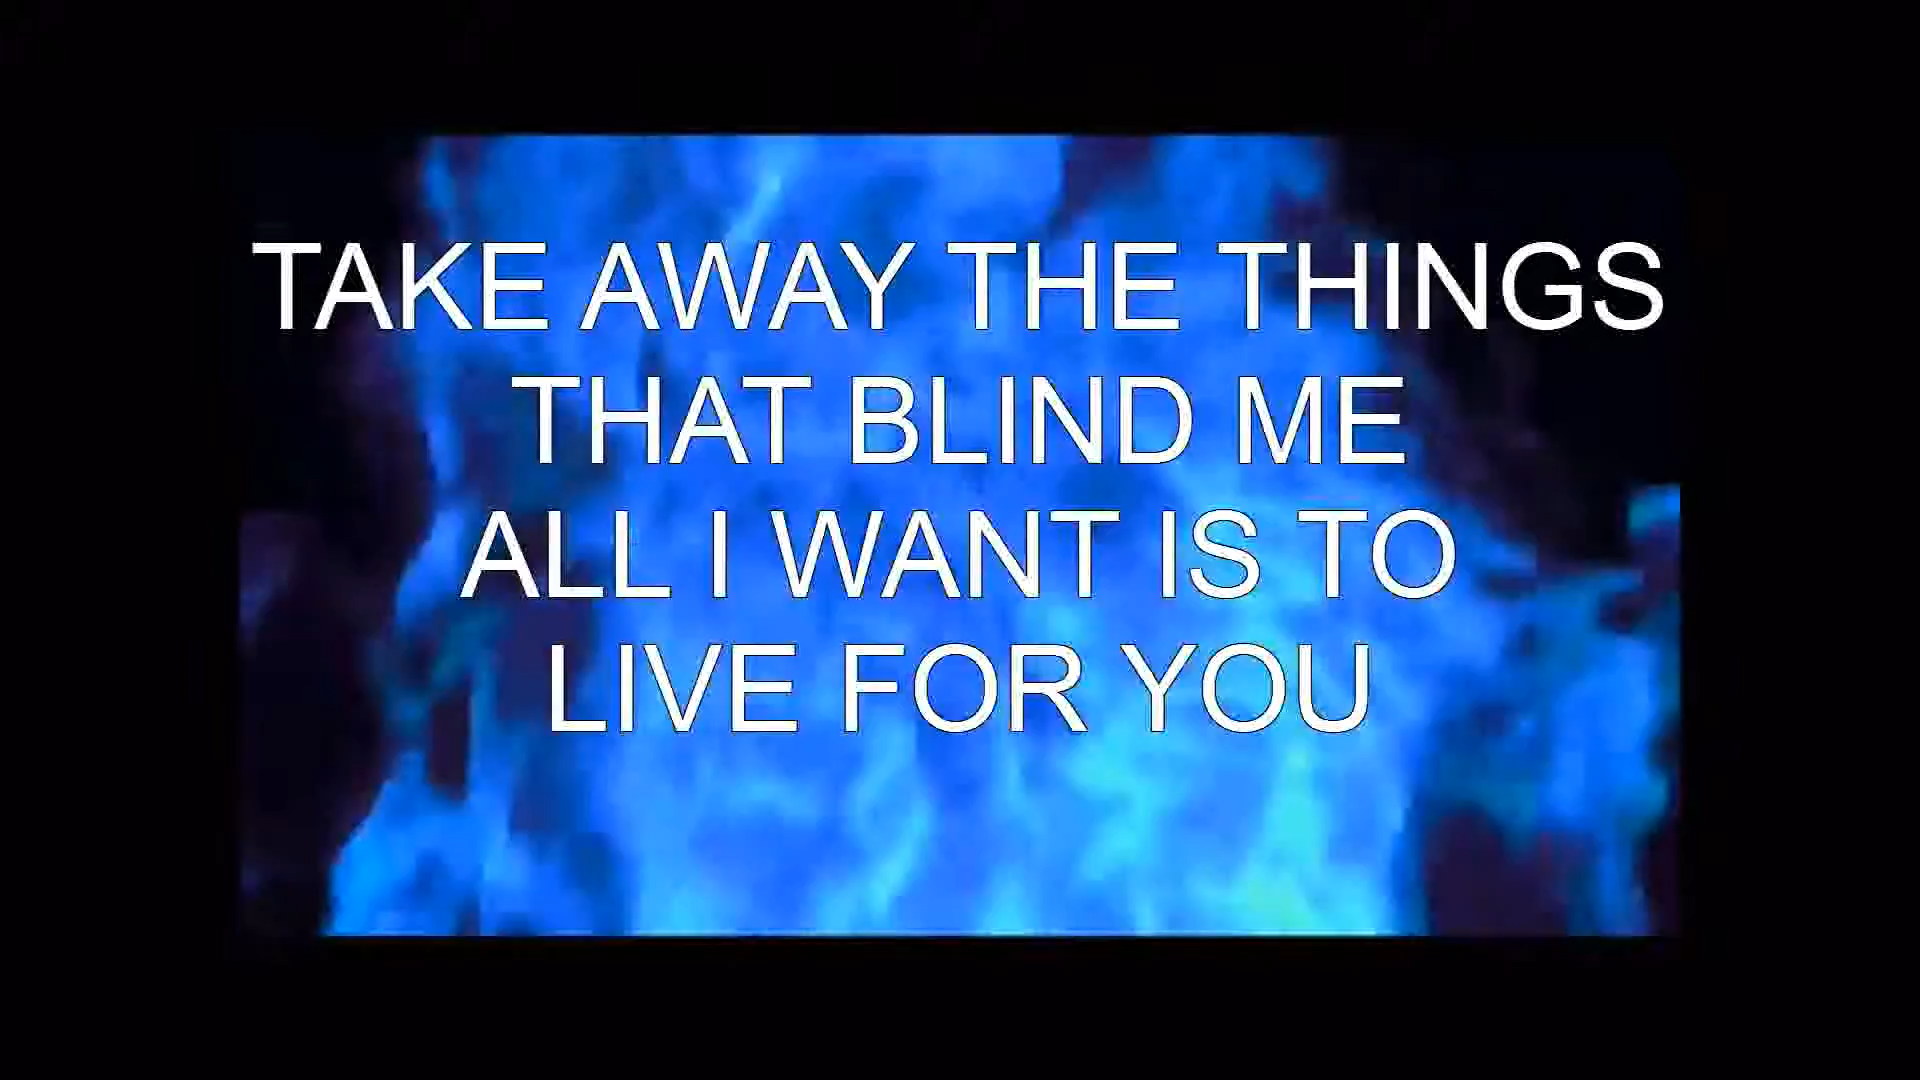 TAKE AWAY THE THINGS
THAT BLIND ME
ALL I WANT IS TO
LIVE FOR YOU